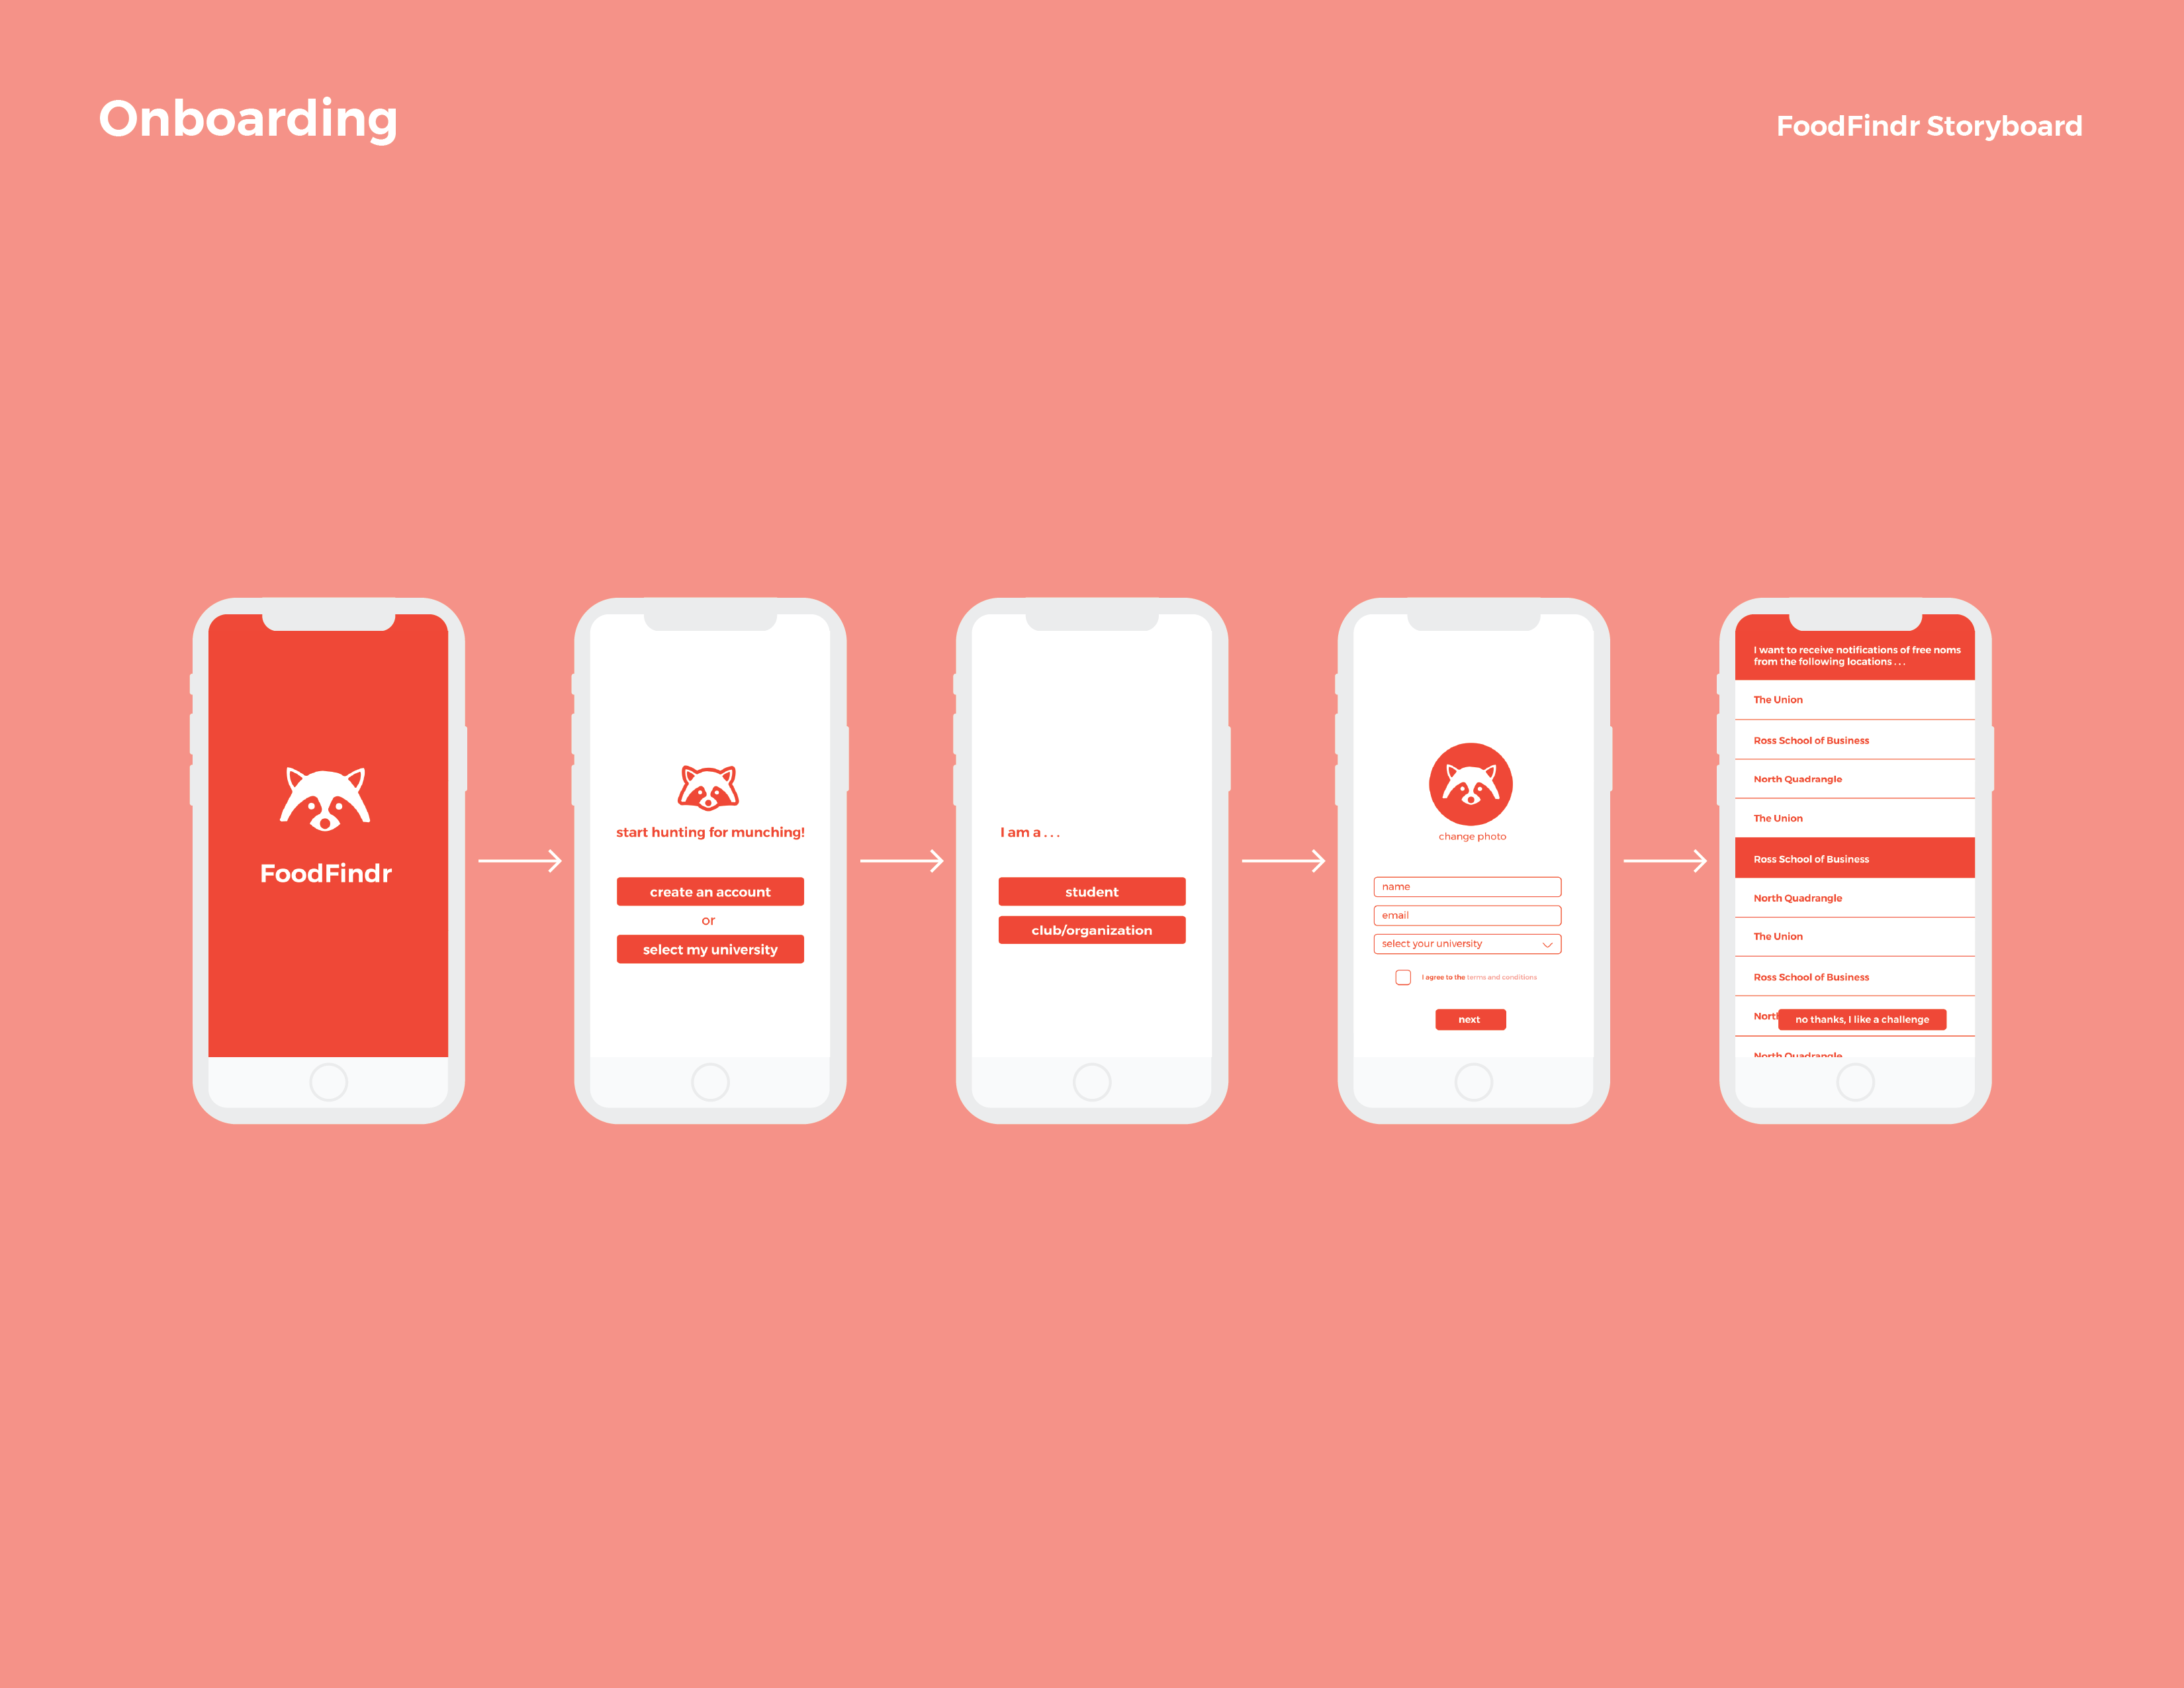 Onboarding
FoodFindr Storyboard
FoodFindr
start hunting for munching!
create an account
or
select my university
I am a . . .
student
club/organization
change photo
name
email
select your university
I agree to the terms and conditions
next
I want to receive notifications of free noms
from the following locations . . .
The Union
Ross School of Business
North Quadrangle
The Union
Ross School of Business
North Quadrangle
The Union
Ross School of Business
North
no thanks, I like a challenge
North Quadrangle